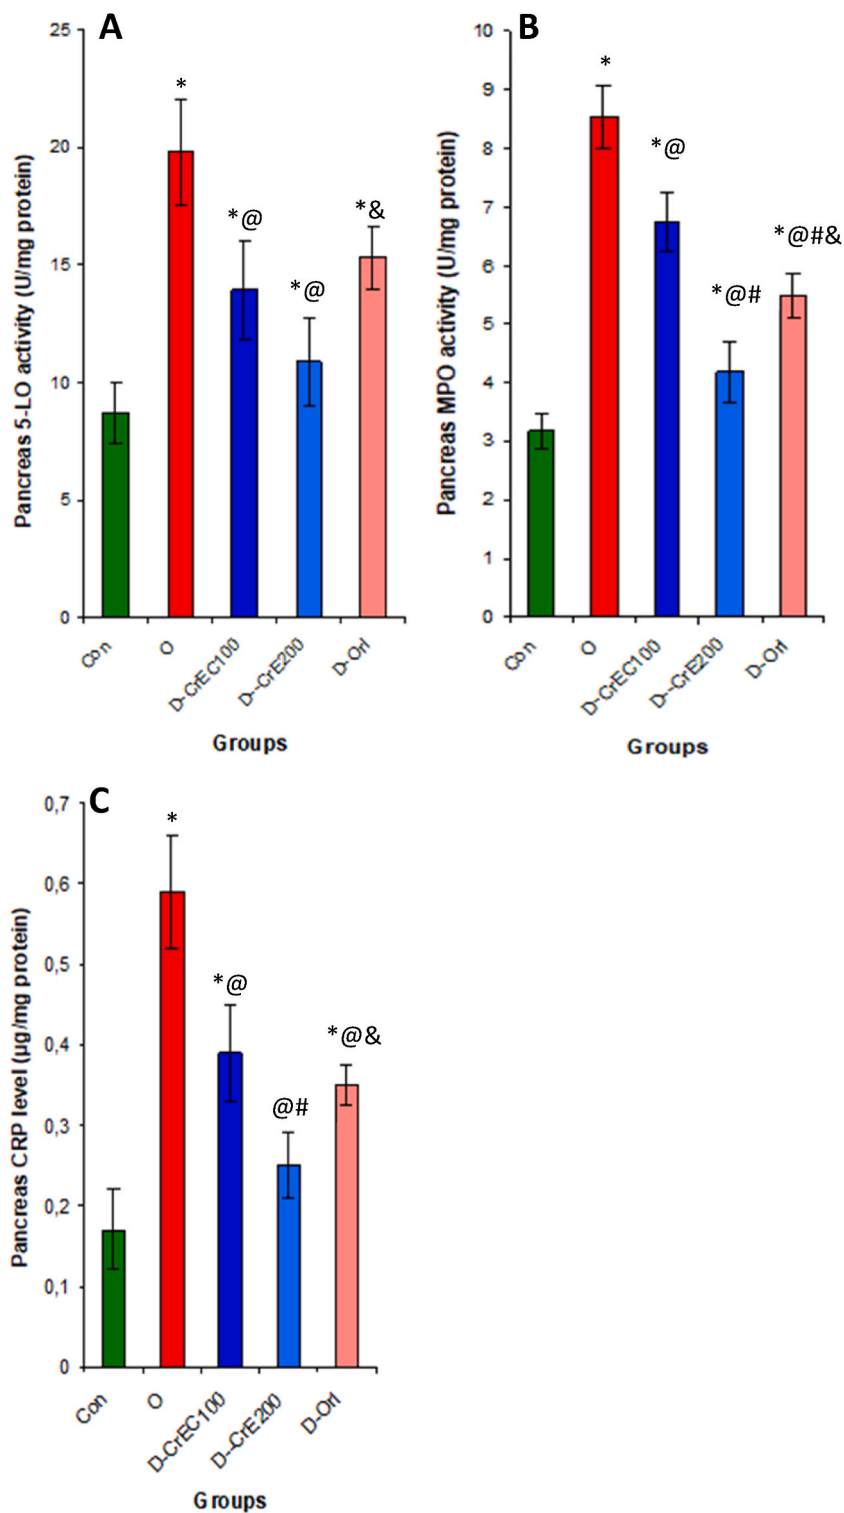 A
Pancreas 5-LO activity (U/mg protein)
25
20
15
10
5
0
*
*@
*@
*&
Con
O
D-CrEC100
D--CrE200
D-Orl
Groups
B
Pancreas MPO activity (U/mg protein)
10
9
8
7
6
5
4
3
2
1
0
*
*@
*@#
*@#&
Con
O
D-CrEC100
D--CrE200
D-Orl
Groups
C
Pancreas CRP level (µg/mg protein)
0,7
0,6
0,5
0,4
0,3
0,2
0,1
0
*
*@
@#
*@&
Con
O
D-CrEC100
D--CrE200
D-Orl
Groups